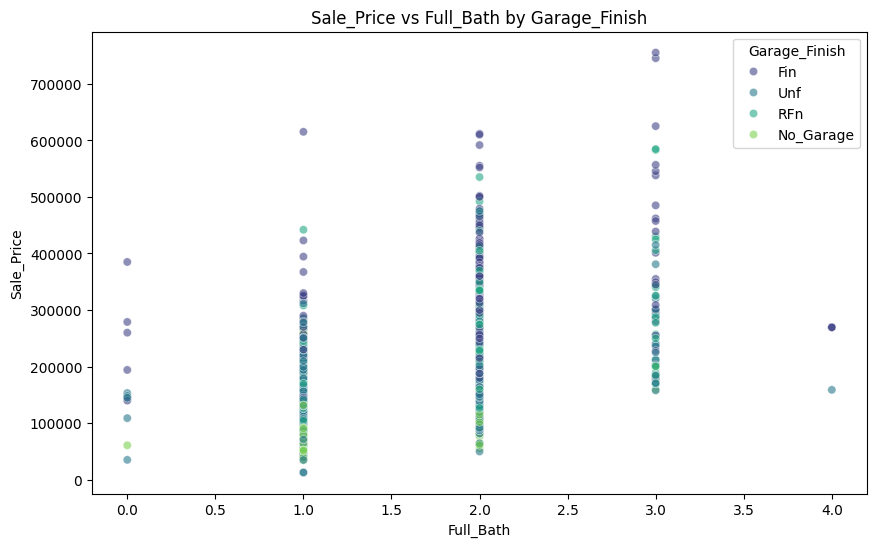 Sale_Price vs Full_Bath by Garage_Finish
Garage_Finish
Fin
Unf
RFn
No_Garage
Sale_Price
700000
600000
500000
400000
300000
200000
100000
0
0.0 0.5 1.0 1.5 2.0 2.5 3.0 3.5 4.0
Full_Bath